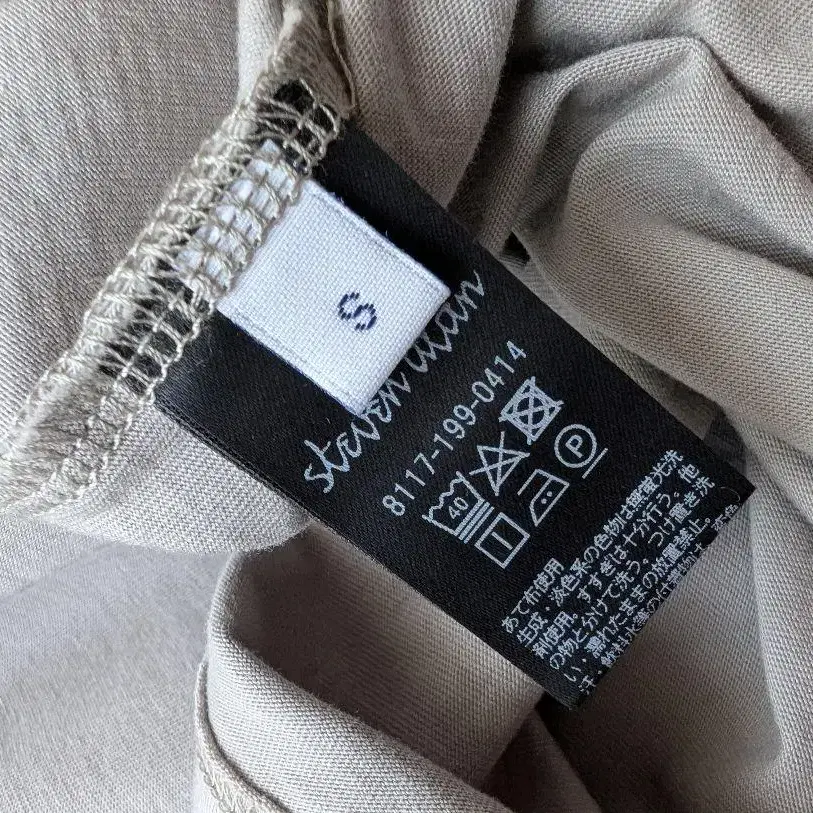 S
steven alan
8117-199-0414
40
P
あて布使用
生成・淡色系の色物は無蛍光洗
剤使用。すすぎは十分行う。他
の物と分けて洗う。つけ置き洗
い、濡れたままの放置禁止。